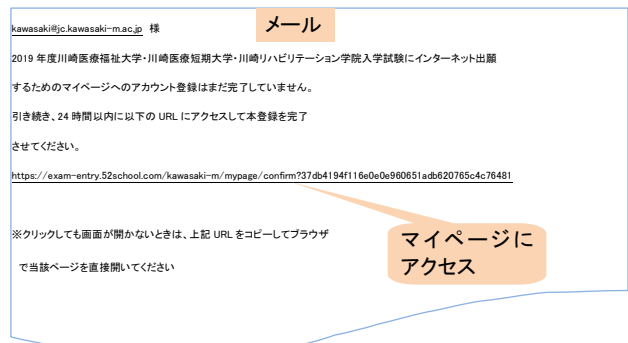 メール
kawasaki@jc.kawasaki-m.ac.jp 様
2019 年度川崎医療福祉大学・川崎医療短期大学・川崎リハビリテーション学院入学試験にインターネット出願
するためのマイページへのアカウント登録はまだ完了していません。
引き続き、24 時間以内に以下の URL にアクセスして本登録を完了
させてください。
https://exam-entry.52school.com/kawasaki-m/mypage/confirm?37db4194f116e0e0e960651adb620765c4c76481
※クリックしても画面が開かないときは、上記 URL をコピーしてブラウザ
で当該ページを直接開いてください
マイページに
アクセス